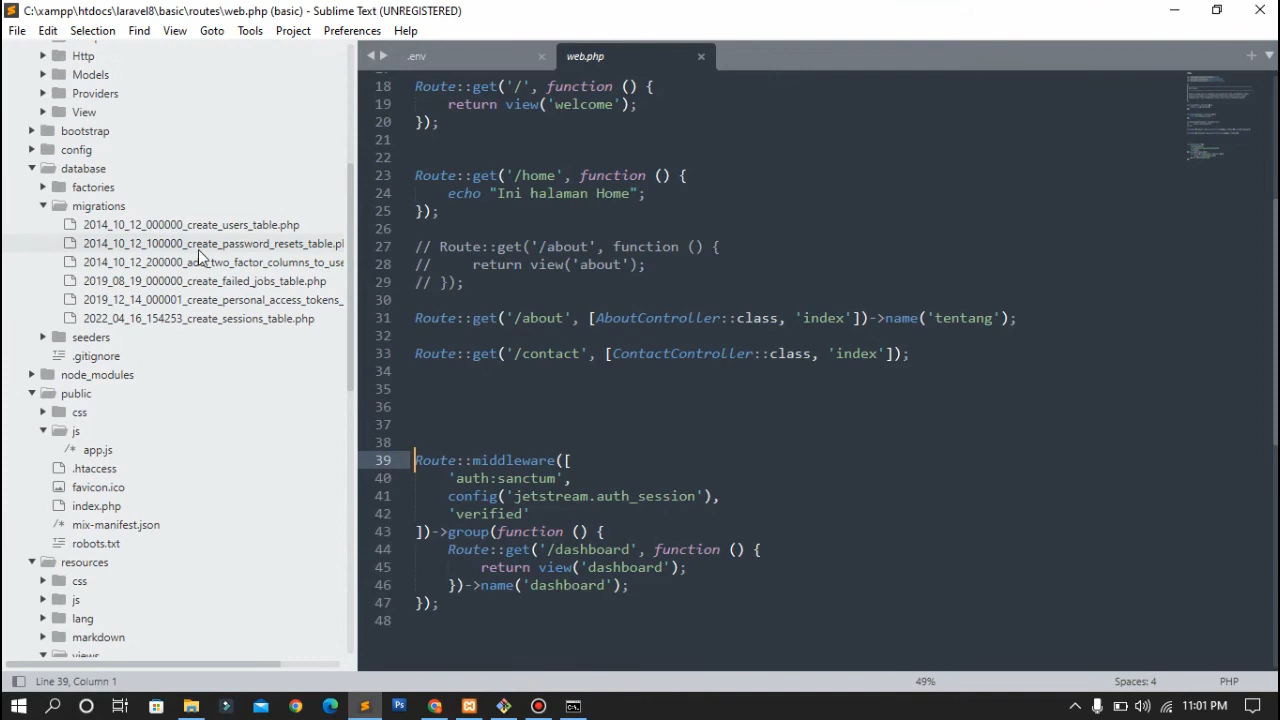 C:\xampp\htdocs\laravel8\basic\routes\web.php (basic) - Sublime Text (UNREGISTERED)
File Edit Selection Find View Goto Tools Project Preferences Help
Http
Models
Providers
View
bootstrap
config
database
factories
migrations
2014_10_12_000000_create_users_table.php
2014_10_12_100000_create_password_resets_table.pl
2014_10_12_200000_add_two_factor_columns_to_use
2019_08_19_000000_create_failed_jobs_table.php
2019_12_14_000001_create_personal_access_tokens_
2022_04_16_154253_create_sessions_table.php
seeders
.gitignore
node_modules
public
css
js
app.js
.htaccess
favicon.ico
index.php
mix-manifest.json
robots.txt
resources
css
js
lang
markdown
views
.env
web.php
18 Route::get('/', function () {
19 return view('welcome');
20 });
21
22
23 Route::get('/home', function () {
24 echo "Ini halaman Home";
25 });
26
27 // Route::get('/about', function () {
28 // return view('about');
29 // });
30
31 Route::get('/about', [AboutController::class, 'index'])->name('tentang');
32
33 Route::get('/contact', [ContactController::class, 'index']);
34
35
36
37
38
39 Route::middleware([
40 'auth:sanctum',
41 config('jetstream.auth_session'),
42 'verified'
43 ])->group(function () {
44 Route::get('/dashboard', function () {
45 return view('dashboard');
46 })->name('dashboard');
47 });
48
Line 39, Column 1
49%
Spaces: 4
PHP
11:01 PM